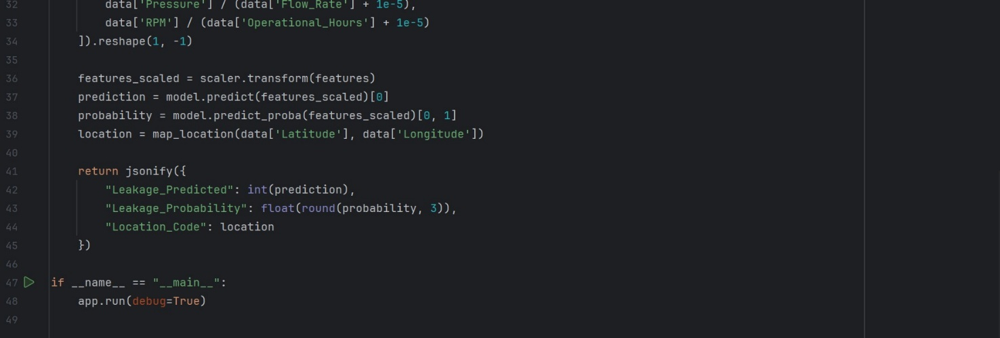 32            data['Pressure'] / (data['Flow_Rate'] + 1e-5),
33            data['RPM'] / (data['Operational_Hours'] + 1e-5)
34        ]).reshape(1, -1)
35
36        features_scaled = scaler.transform(features)
37        prediction = model.predict(features_scaled)[0]
38        probability = model.predict_proba(features_scaled)[0, 1]
39        location = map_location(data['Latitude'], data['Longitude'])
40
41        return jsonify({
42            "Leakage_Predicted": int(prediction),
43            "Leakage_Probability": float(round(probability, 3)),
44            "Location_Code": location
45        })
46
47    if __name__ == "__main__":
48        app.run(debug=True)
49